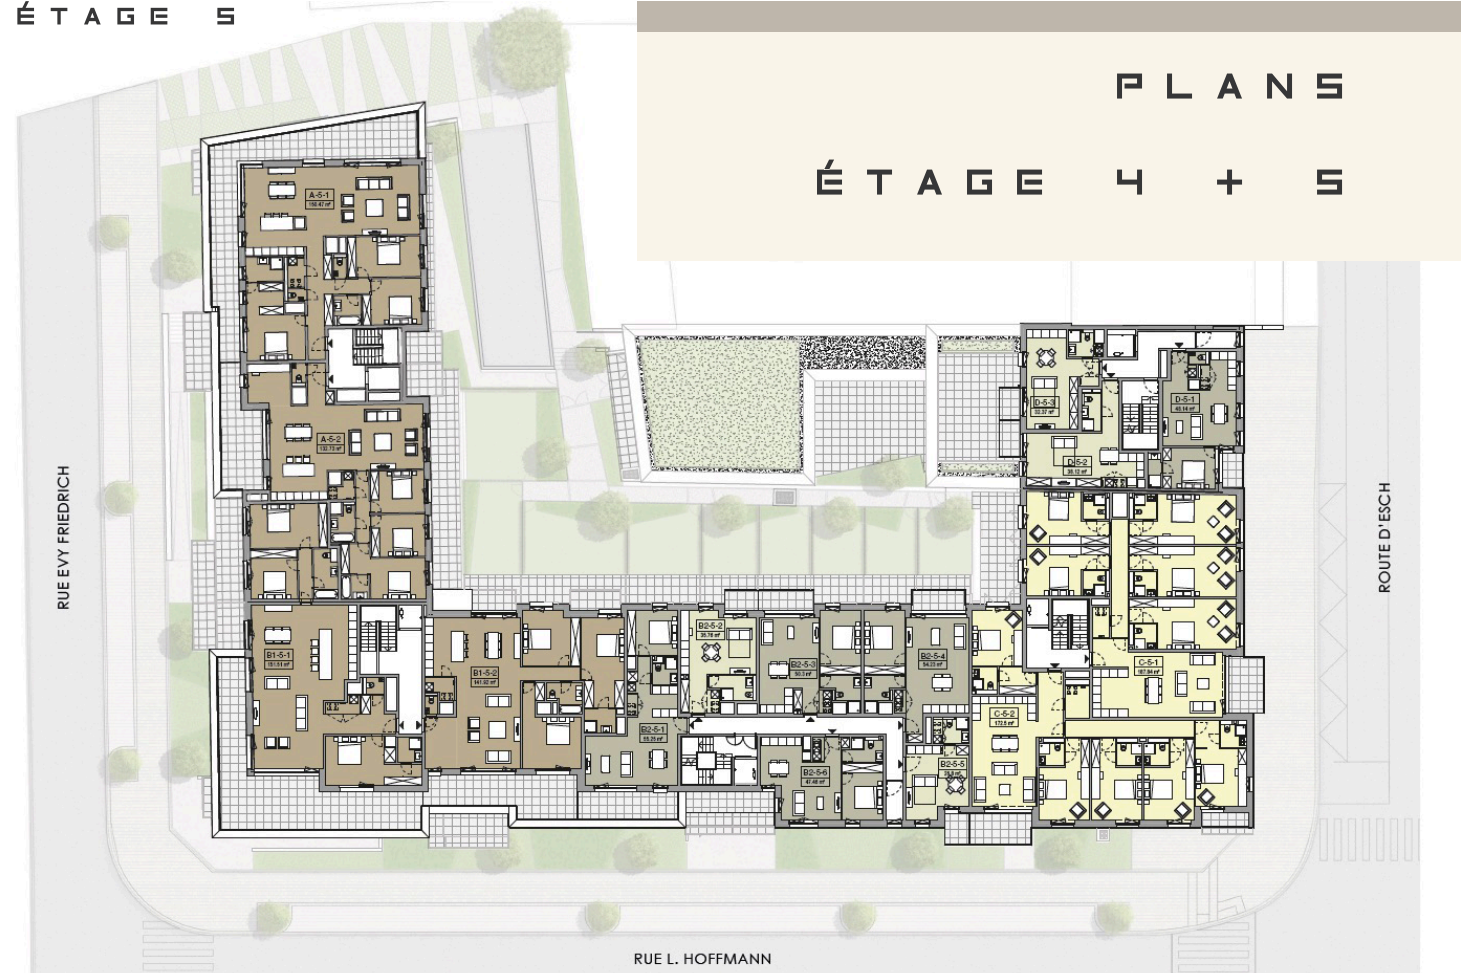 ÉTAGE 5
PLANS
ÉTAGE 4 + 5
A-5-1
A-5-2
D-5-3
D-5-1
D-5-2
RUE EVY FRIEDRICH
ROUTE D'ESCH
B1-5-1
B1-5-2
B2-5-2
B2-5-3
B2-5-4
C-5-1
C-5-2
B2-5-1
B2-5-5
B2-5-6
RUE L. HOFFMANN